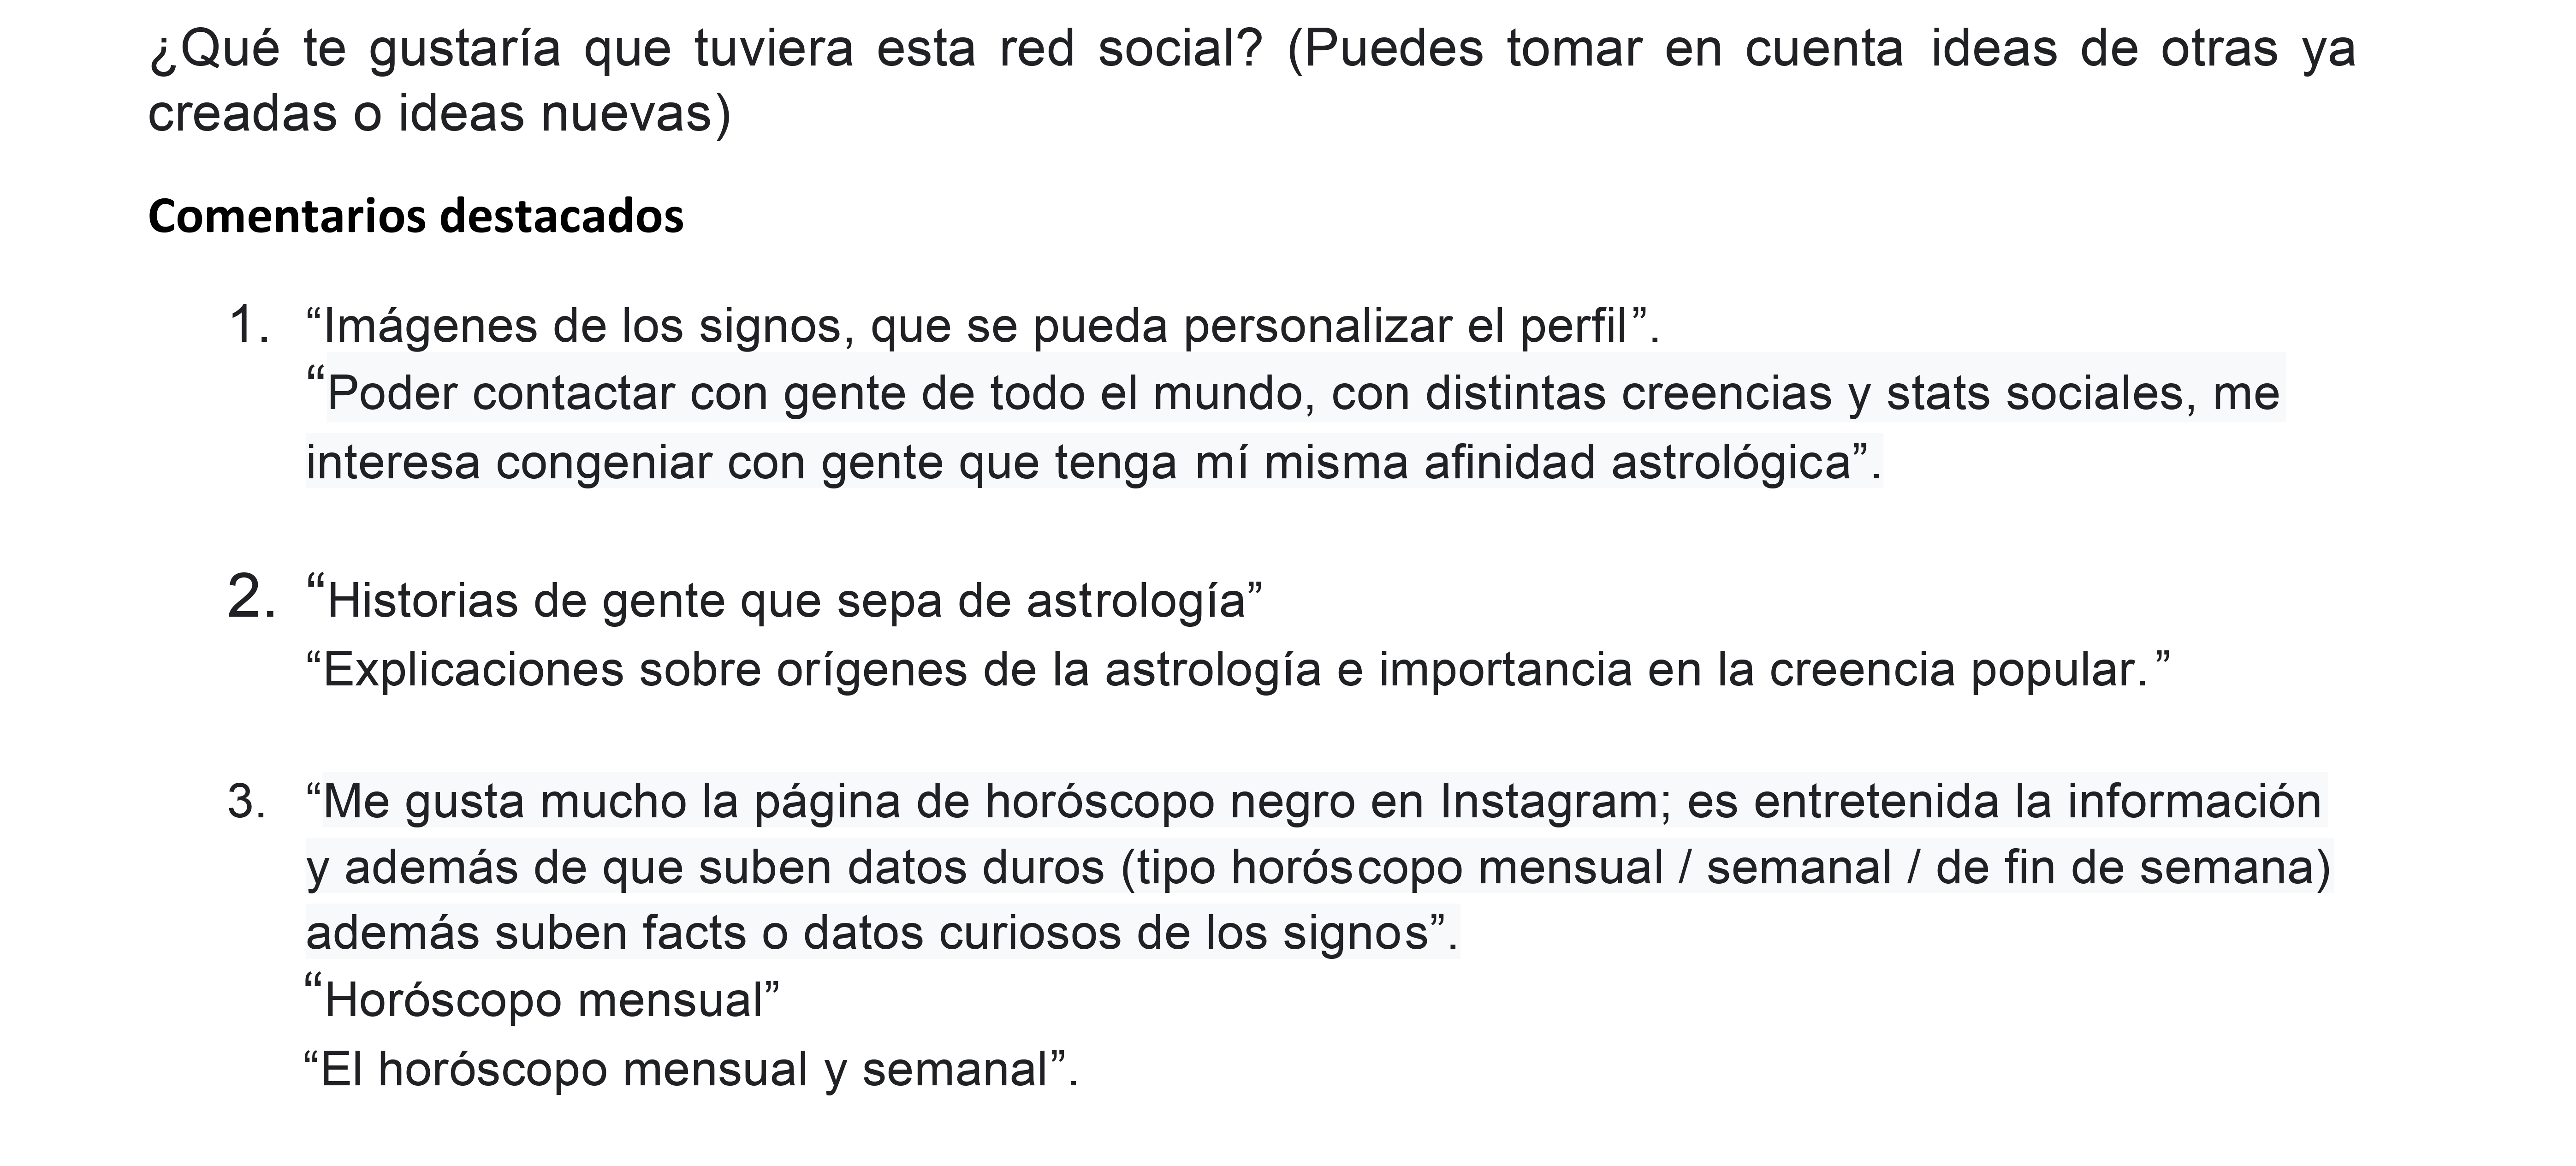 ¿Qué te gustaría que tuviera esta red social? (Puedes tomar en cuenta ideas de otras ya
creadas o ideas nuevas)
Comentarios destacados
1. “Imágenes de los signos, que se pueda personalizar el perfil”.
“Poder contactar con gente de todo el mundo, con distintas creencias y stats sociales, me
interesa congeniar con gente que tenga mí misma afinidad astrológica”.
2. “Historias de gente que sepa de astrología”
“Explicaciones sobre orígenes de la astrología e importancia en la creencia popular.”
3. “Me gusta mucho la página de horóscopo negro en Instagram; es entretenida la información
y además de que suben datos duros (tipo horóscopo mensual / semanal / de fin de semana)
además suben facts o datos curiosos de los signos”.
“Horóscopo mensual”
“El horóscopo mensual y semanal”.